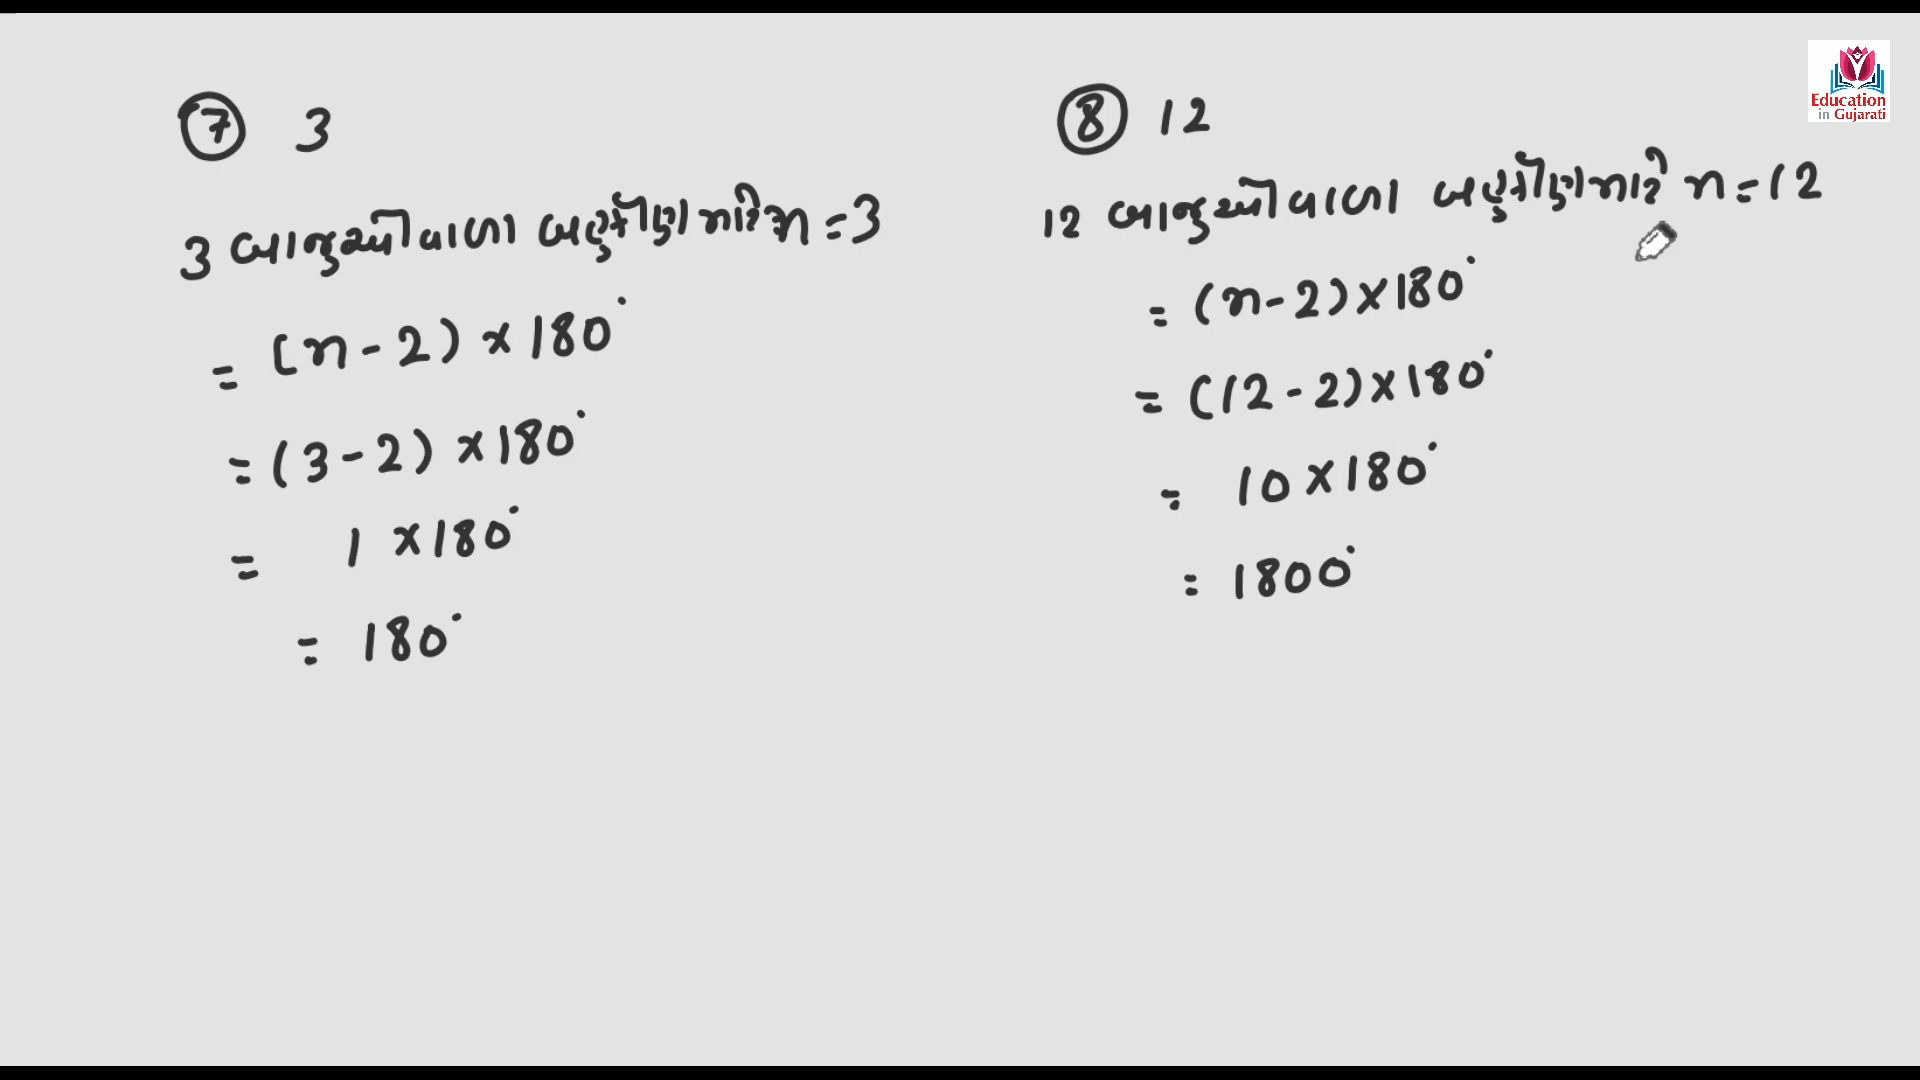 ⑦ 3
3 બાજુઓવાળા બહુકોણ માટે n = 3
= (n - 2) × 180°
= (3 - 2) × 180°
= 1 × 180°
= 180°
⑧ 12
12 બાજુઓવાળા બહુકોણ માટે n = 12
= (n - 2) × 180°
= (12 - 2) × 180°
= 10 × 180°
= 1800°
Education
in Gujarati